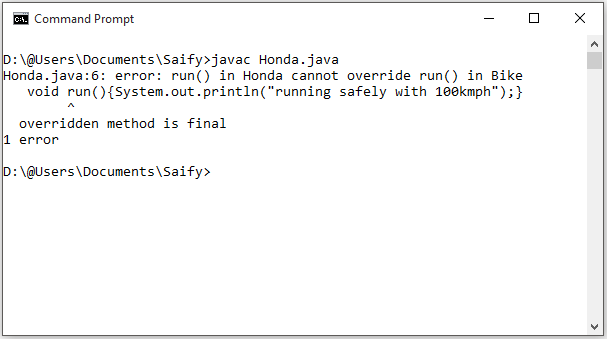 Command Prompt
D:\@Users\Documents\Saify>javac Honda.java
Honda.java:6: error: run() in Honda cannot override run() in Bike
   void run(){System.out.println("running safely with 100kmph");}
        ^
  overridden method is final
1 error
D:\@Users\Documents\Saify>